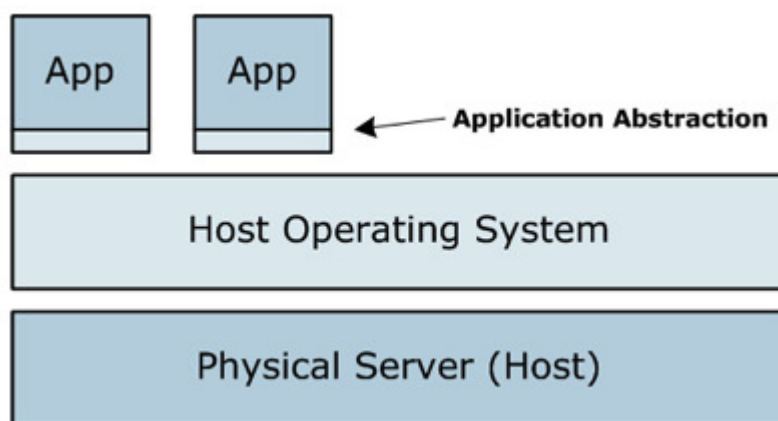 App
App
Application Abstraction
Host Operating System
Physical Server (Host)